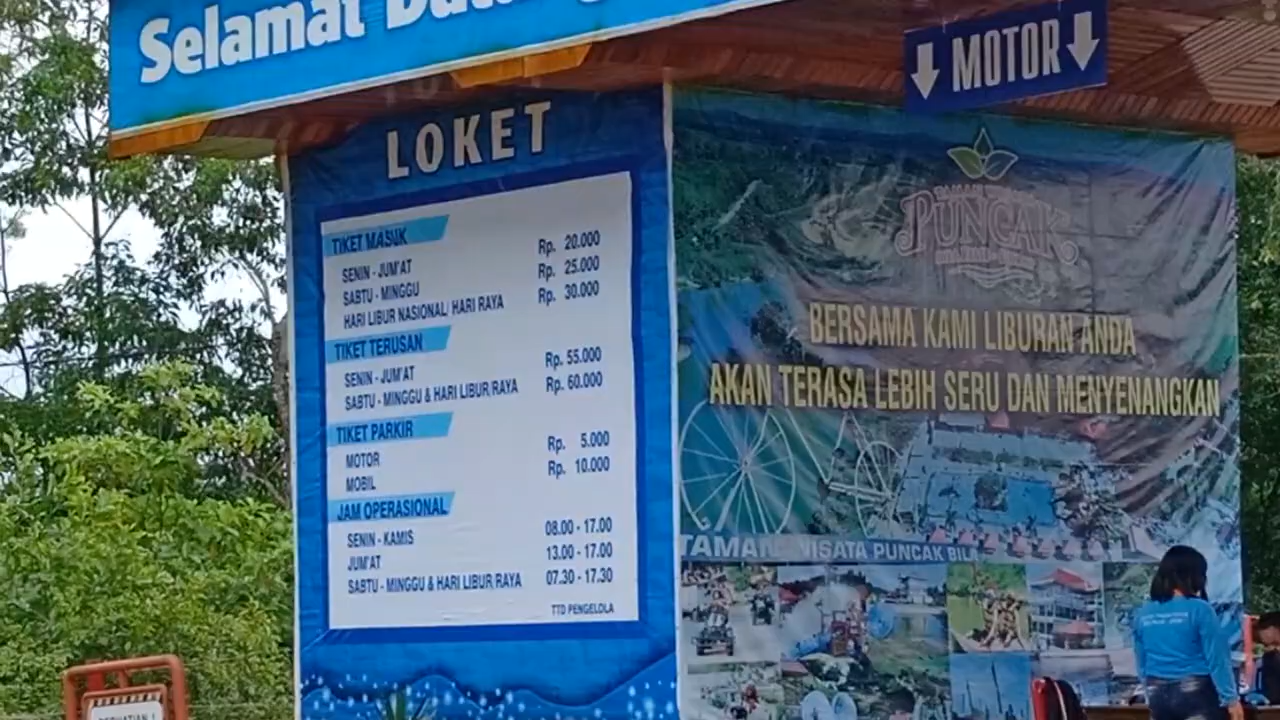 Selamat
LOKET
TIKET MASUK
SENIN - JUM'AT Rp. 20.000
SABTU - MINGGU Rp. 25.000
HARI LIBUR NASIONAL/ HARI RAYA Rp. 30.000
TIKET TERUSAN
SENIN - JUM'AT Rp. 55.000
SABTU - MINGGU & HARI LIBUR/RAYA Rp. 60.000
TIKET PARKIR
MOTOR Rp. 5.000
MOBIL Rp. 10.000
JAM OPERASIONAL
SENIN - KAMIS 08.00 - 17.00
JUM'AT 13.00 - 17.00
SABTU - MINGGU & HARI LIBUR RAYA 07.30 - 17.30
TTD PENGELOLA
MOTOR
PUNCAK
BERSAMA KAMI LIBURAN ANDA
AKAN TERASA LEBIH SERU DAN MENYENANGKAN
TAMAN WISATA PUNCAK BILA